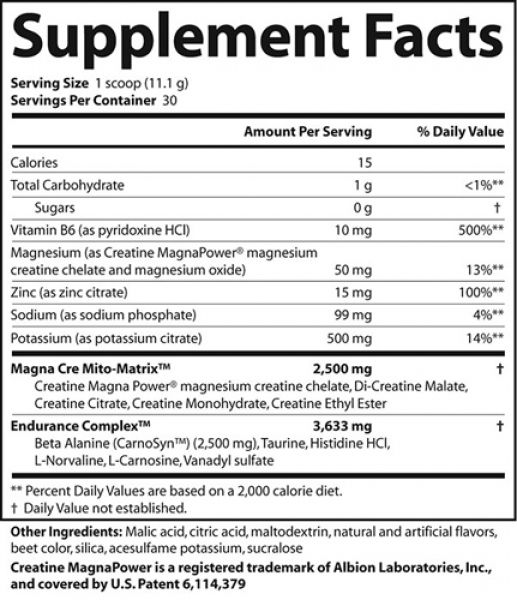 Supplement Facts
Serving Size 1 scoop (11.1 g)
Servings Per Container 30
Amount Per Serving % Daily Value
Calories 15
Total Carbohydrate 1 g <1%**
Sugars 0 g †
Vitamin B6 (as pyridoxine HCl) 10 mg 500%**
Magnesium (as Creatine MagnaPower® magnesium
creatine chelate and magnesium oxide) 50 mg 13%**
Zinc (as zinc citrate) 15 mg 100%**
Sodium (as sodium phosphate) 99 mg 4%**
Potassium (as potassium citrate) 500 mg 14%**
Magna Cre Mito-Matrix™ 2,500 mg †
Creatine Magna Power® magnesium creatine chelate, Di-Creatine Malate,
Creatine Citrate, Creatine Monohydrate, Creatine Ethyl Ester
Endurance Complex™ 3,633 mg †
Beta Alanine (CarnoSyn™) (2,500 mg), Taurine, Histidine HCl,
L-Norvaline, L-Carnosine, Vanadyl sulfate
** Percent Daily Values are based on a 2,000 calorie diet.
† Daily Value not established.
Other Ingredients: Malic acid, citric acid, maltodextrin, natural and artificial flavors,
beet color, silica, acesulfame potassium, sucralose
Creatine MagnaPower is a registered trademark of Albion Laboratories, Inc.,
and covered by U.S. Patent 6,114,379